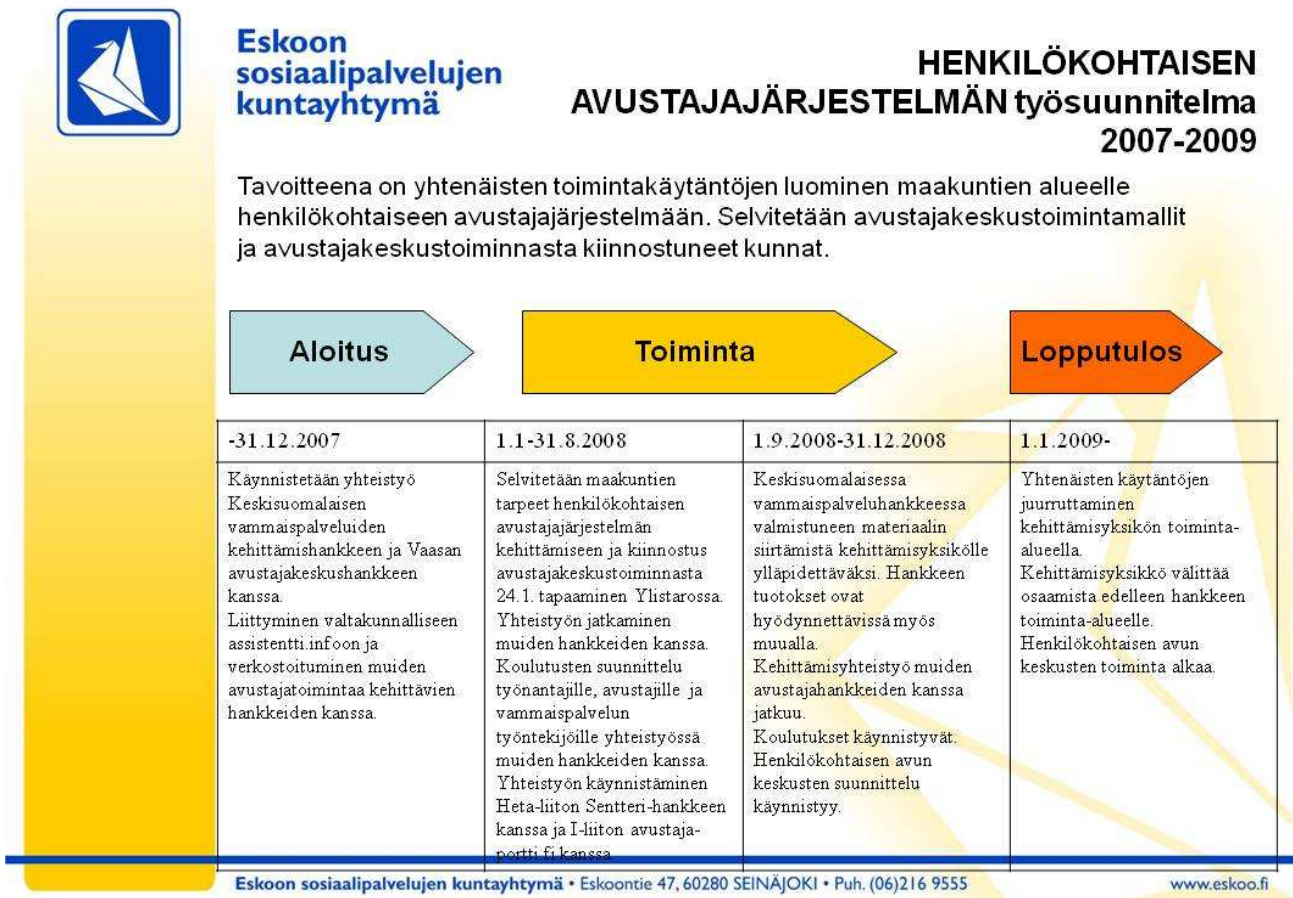 Eskoon
sosiaalipalvelujen
kuntayhtymä
HENKILÖKOHTAISEN
AVUSTAJAJÄRJESTELMÄN työsuunnitelma
2007-2009
Tavoitteena on yhtenäisten toimintakäytäntöjen luominen maakuntien alueelle
henkilökohtaiseen avustajajärjestelmään. Selvitetään avustajakeskustoimintamallit
ja avustajakeskustoiminnasta kiinnostuneet kunnat.
Aloitus
Toiminta
Lopputulos
-31.12.2007
Käynnistetään yhteistyö
Keskisuomalaisen
vammaispalveluiden
kehittämishankkeen ja Vaasan
avustajakeskushankkeen
kanssa.
Liittyminen valtakunnalliseen
assistentti.infoon ja
verkostoituminen muiden
avustajatoimintaa kehittävien
hankkeiden kanssa.
1.1-31.8.2008
Selvitetään maakuntien
tarpeet henkilökohtaisen
avustajajärjestelmän
kehittämiseen ja kiinnostus
avustajakeskustoiminnasta
24.1. tapaaminen Ylistarossa.
Yhteistyön jatkaminen
muiden hankkeiden kanssa.
Koulutusten suunnittelu
työnantajille, avustajille ja
vammaispalvelun
työntekijöille yhteistyössä
muiden hankkeiden kanssa.
Yhteistyön käynnistäminen
Heta-liiton Sentteri-hankkeen
kanssa ja I-liiton avustaja-
portti.fi kanssa
1.9.2008-31.12.2008
Keskisuomalaisessa
vammaispalveluhankkeessa
valmistuneen materiaalin
siirtämistä kehittämisyksikölle
ylläpidettäväksi. Hankkeen
tuotokset ovat
hyödynnettävissä myös
muualla.
Kehittämisyhteistyö muiden
avustajahankkeiden kanssa
jatkuu.
Koulutukset käynnistyvät.
Henkilökohtaisen avun
keskusten suunnittelu
käynnistyy.
1.1.2009-
Yhtenäisten käytäntöjen
juurruttaminen
kehittämisyksikön toiminta-
alueella.
Kehittämisyksikkö välittää
osaamista edelleen hankkeen
toiminta-alueelle.
Henkilökohtaisen avun
keskusten toiminta alkaa.
Eskoon sosiaalipalvelujen kuntayhtymä • Eskoontie 47, 60280 SEINÄJOKI • Puh. (06)216 9555
www.eskoo.fi